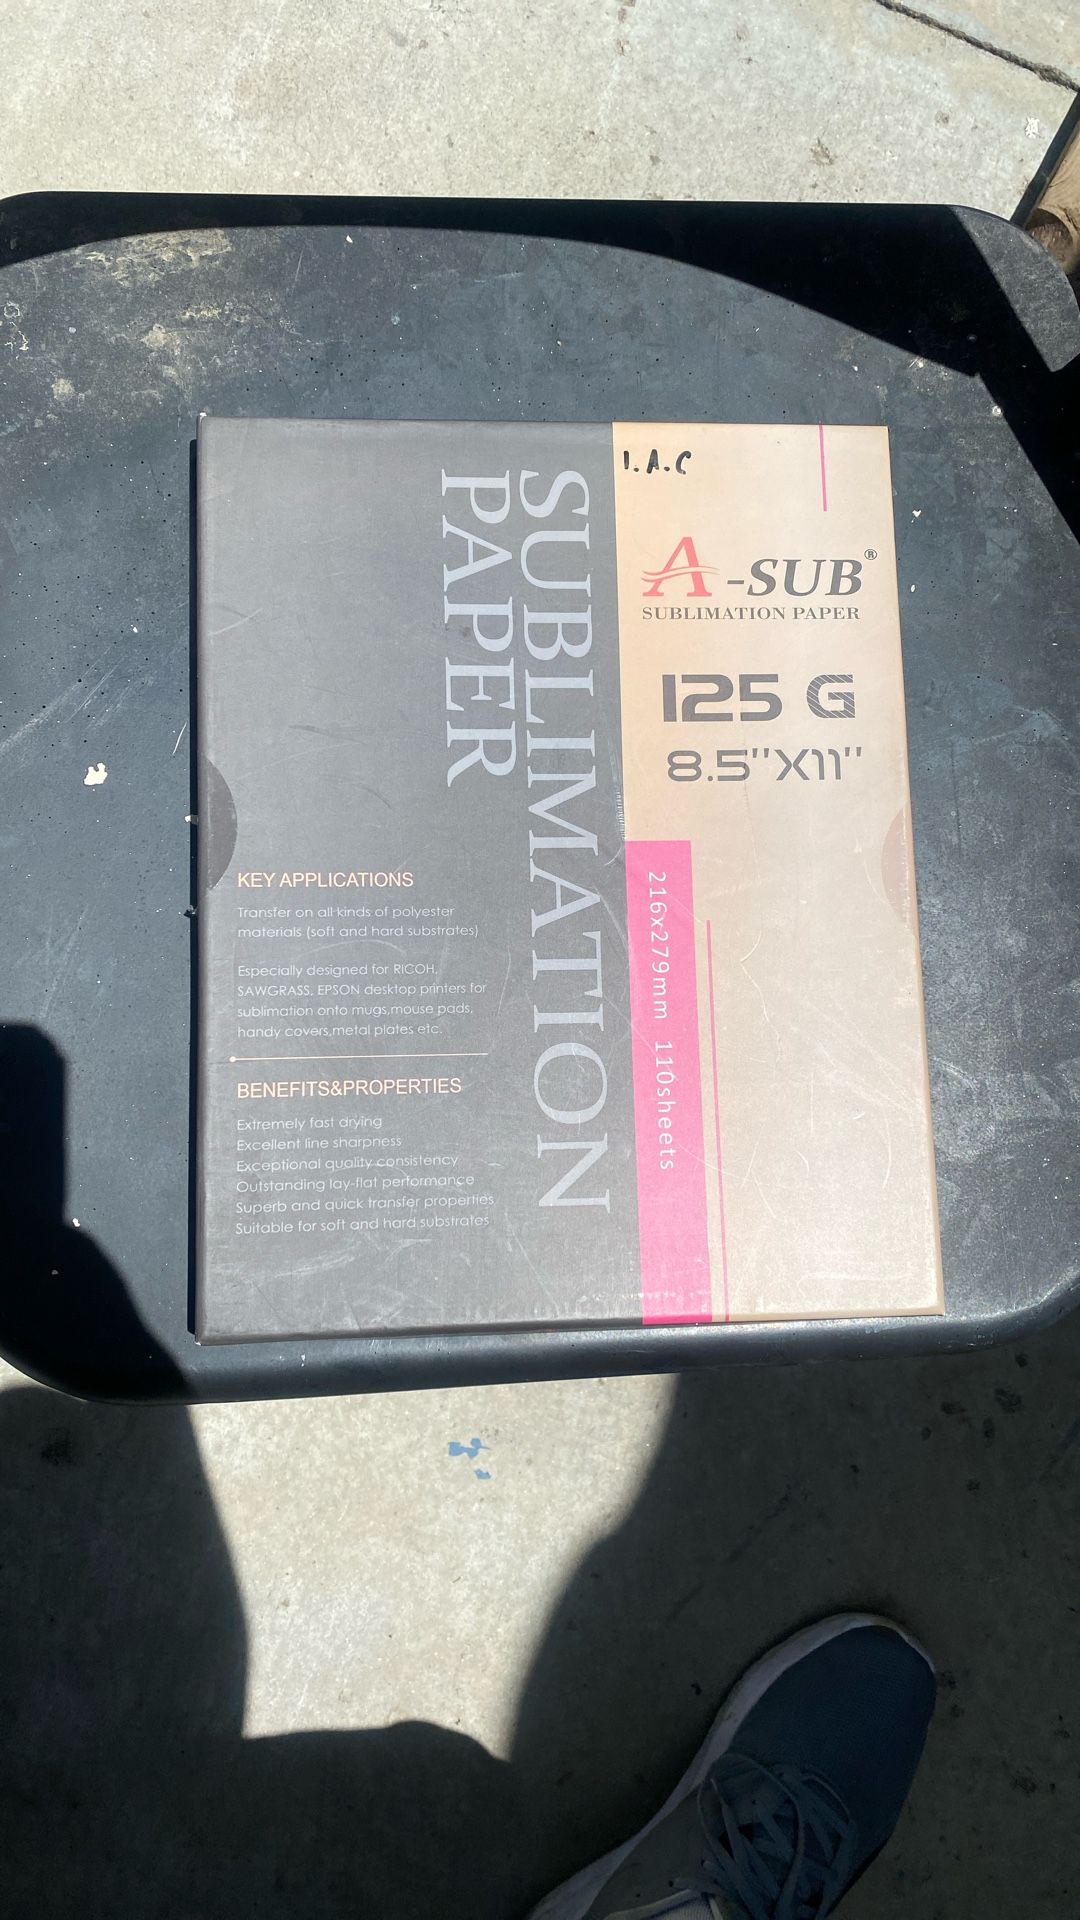 I.A.C
A-SUB®
SUBLIMATION PAPER
125 G
8.5"X11"
216x279mm 110sheets
SUBLIMATION
PAPER
KEY APPLICATIONS
Transfer on all kinds of polyester
materials (soft and hard substrates)
Especially designed for RICOH,
SAWGRASS, EPSON desktop printers for
sublimation onto mugs,mouse pads,
handy covers,metal plates etc.
BENEFITS&PROPERTIES
Extremely fast drying
Excellent line sharpness
Exceptional quality consistency
Outstanding lay-flat performance
Superb and quick transfer properties
Suitable for soft and hard substrates